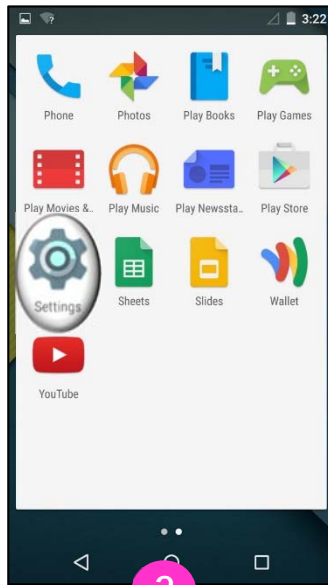 3:22
Phone
Photos
Play Books
Play Games
Play Movies &..
Play Music
Play Newssta..
Play Store
Settings
Sheets
Slides
Wallet
YouTube